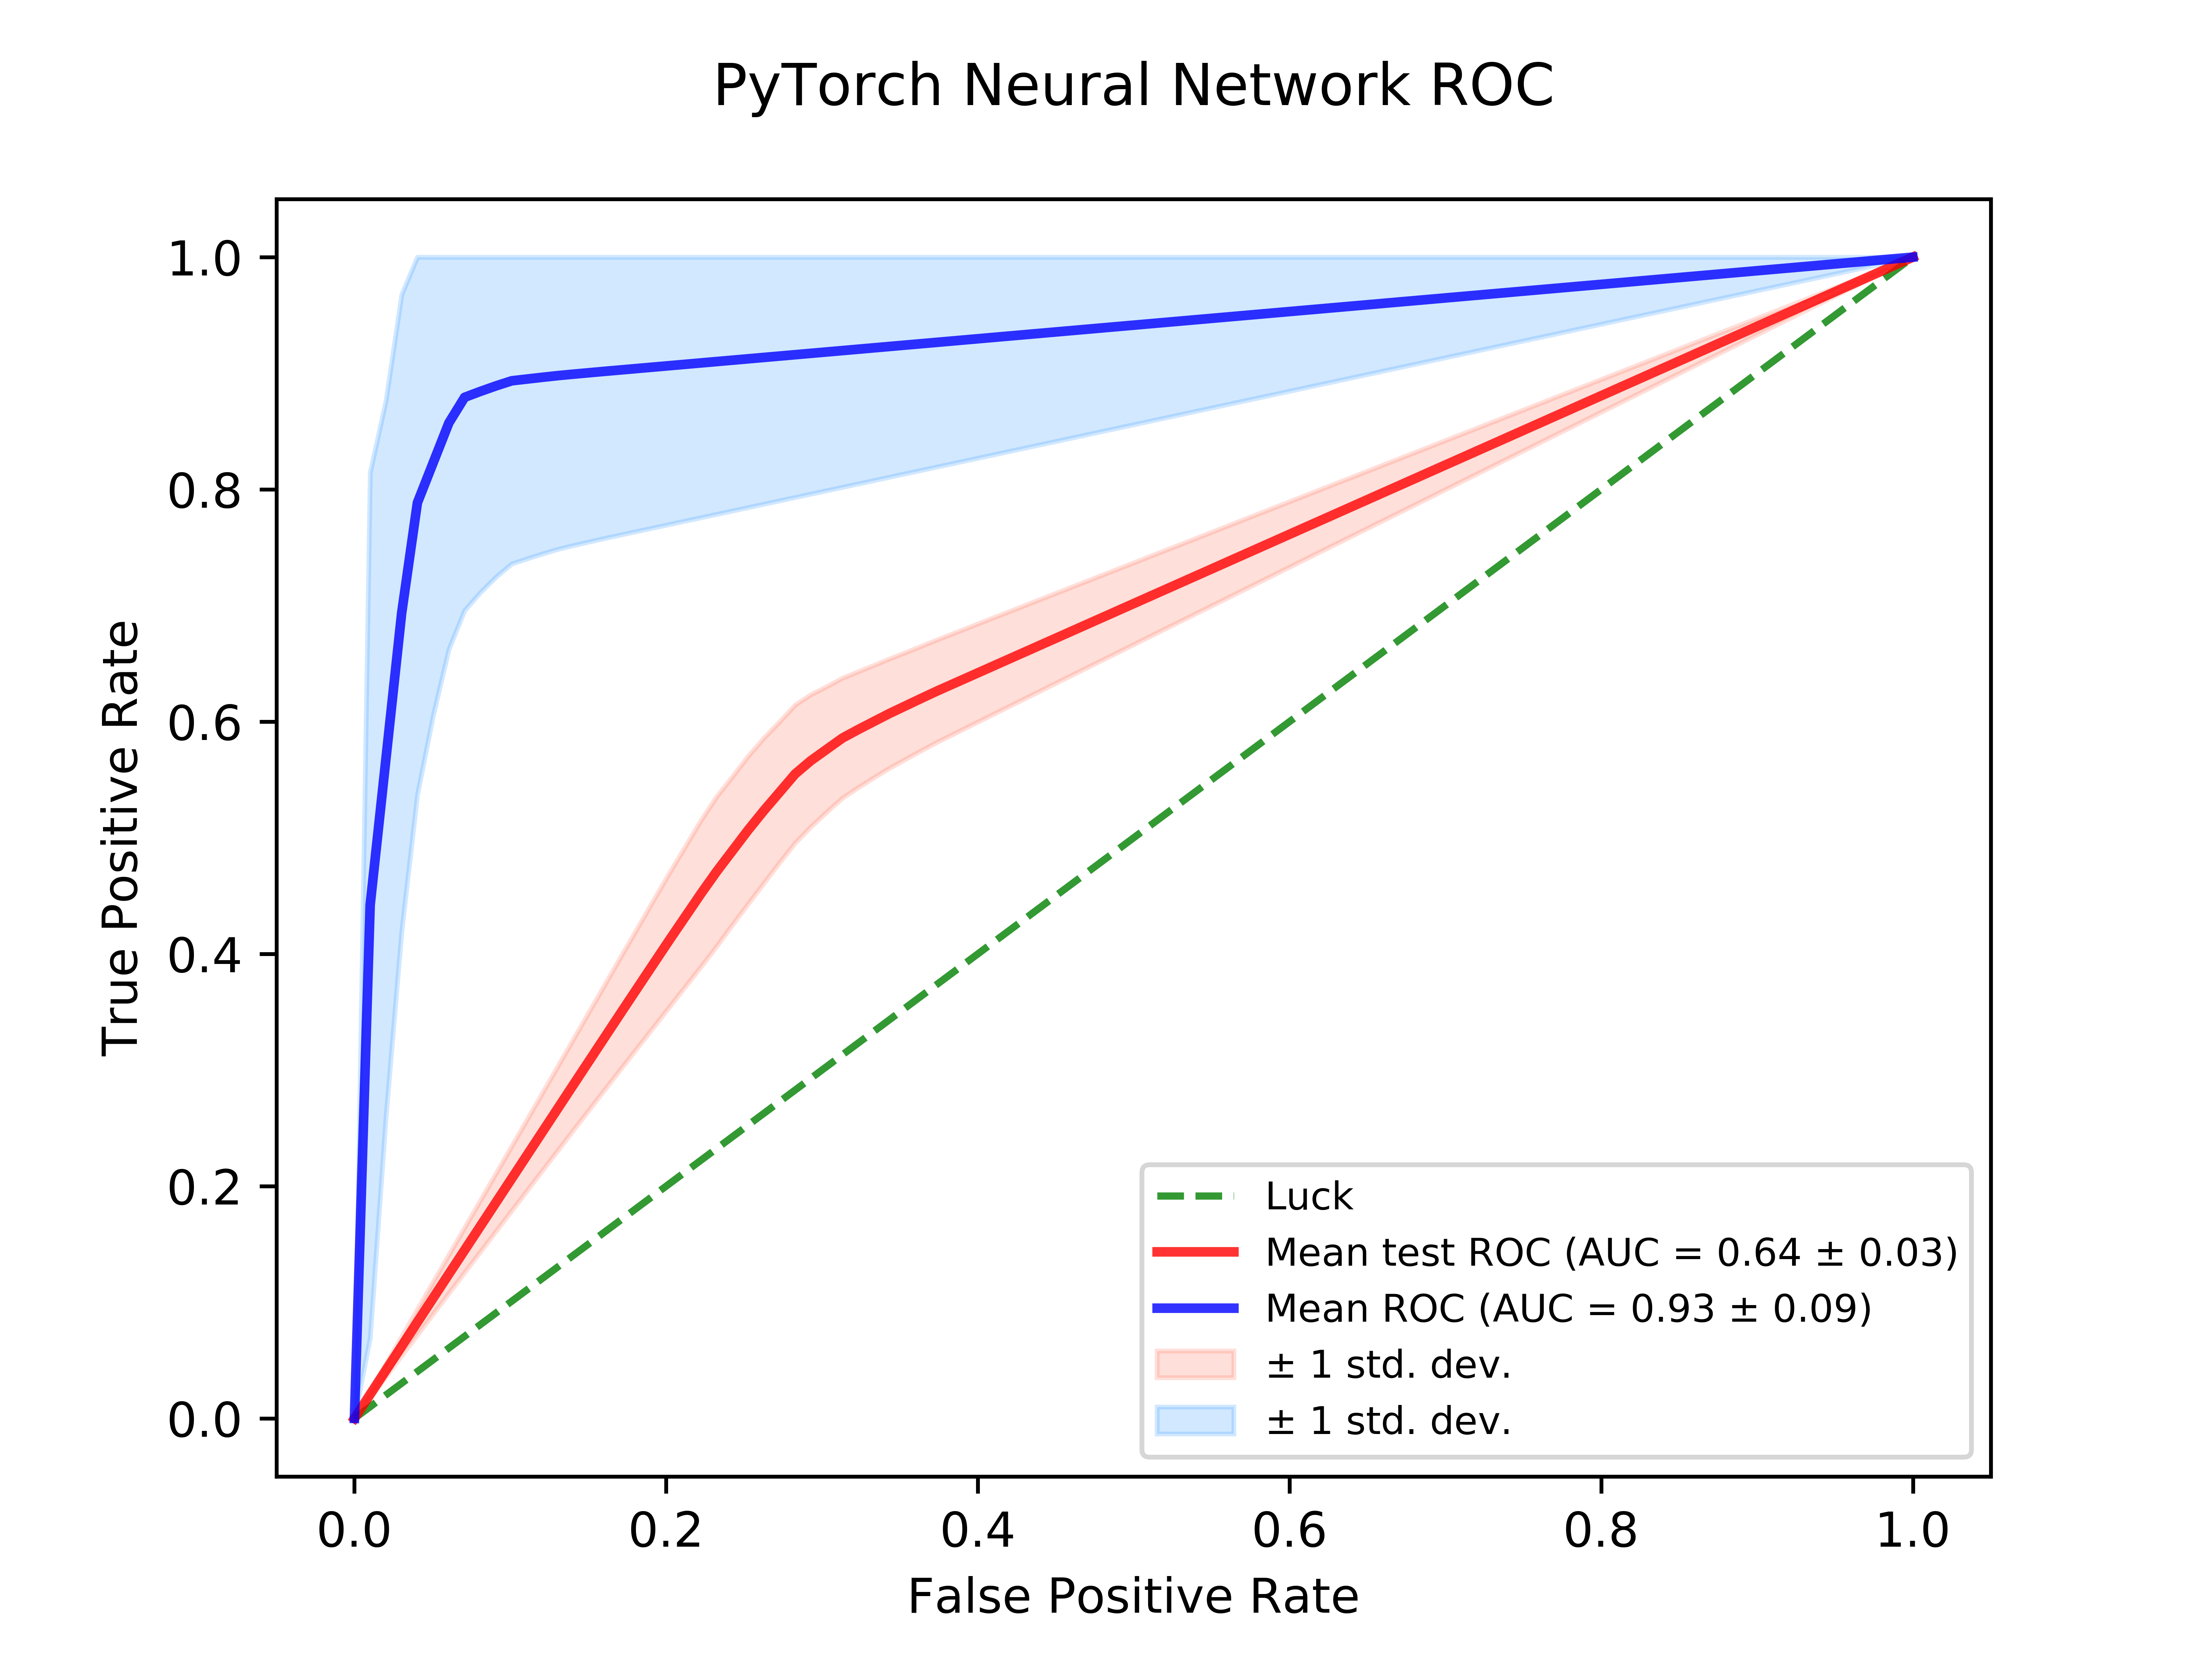 PyTorch Neural Network ROC
True Positive Rate
1.0
0.8
0.6
0.4
0.2
0.0
Luck
Mean test ROC (AUC = 0.64 ± 0.03)
Mean ROC (AUC = 0.93 ± 0.09)
± 1 std. dev.
± 1 std. dev.
0.0 0.2 0.4 0.6 0.8 1.0
False Positive Rate